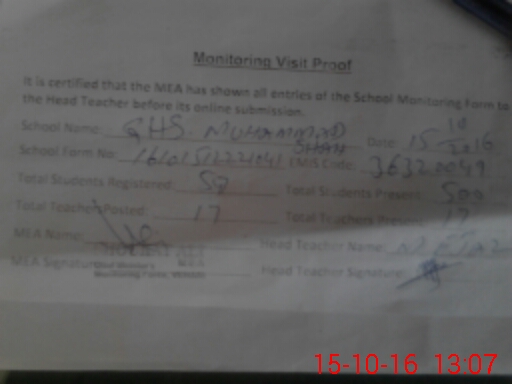 Monitoring Visit Proof
It is certified that the MEA has shown all entries of the School Monitoring Form to
the Head Teacher before its online submission.
School Name: GHS. MUHAMMAD SHAH Date: 15 10 2016
School Form No: EMIS Code: 36320049
Total Students Registered: Total Students Present: 500
Total Teachers Posted: 17 Total Teachers Present: 17
MEA Name: Head Teacher Name:
MEA Signature: Head Teacher Signature:
15-10-16 13:07